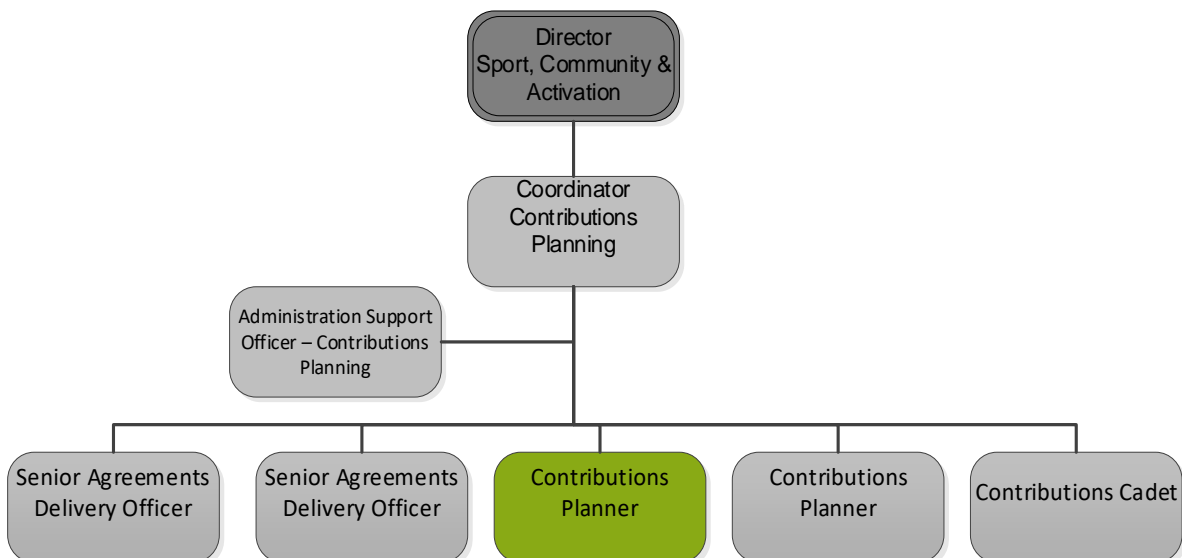 Director
Sport, Community &
Activation
Coordinator
Contributions
Planning
Administration Support
Officer – Contributions
Planning
Senior Agreements
Delivery Officer
Senior Agreements
Delivery Officer
Contributions
Planner
Contributions
Planner
Contributions Cadet